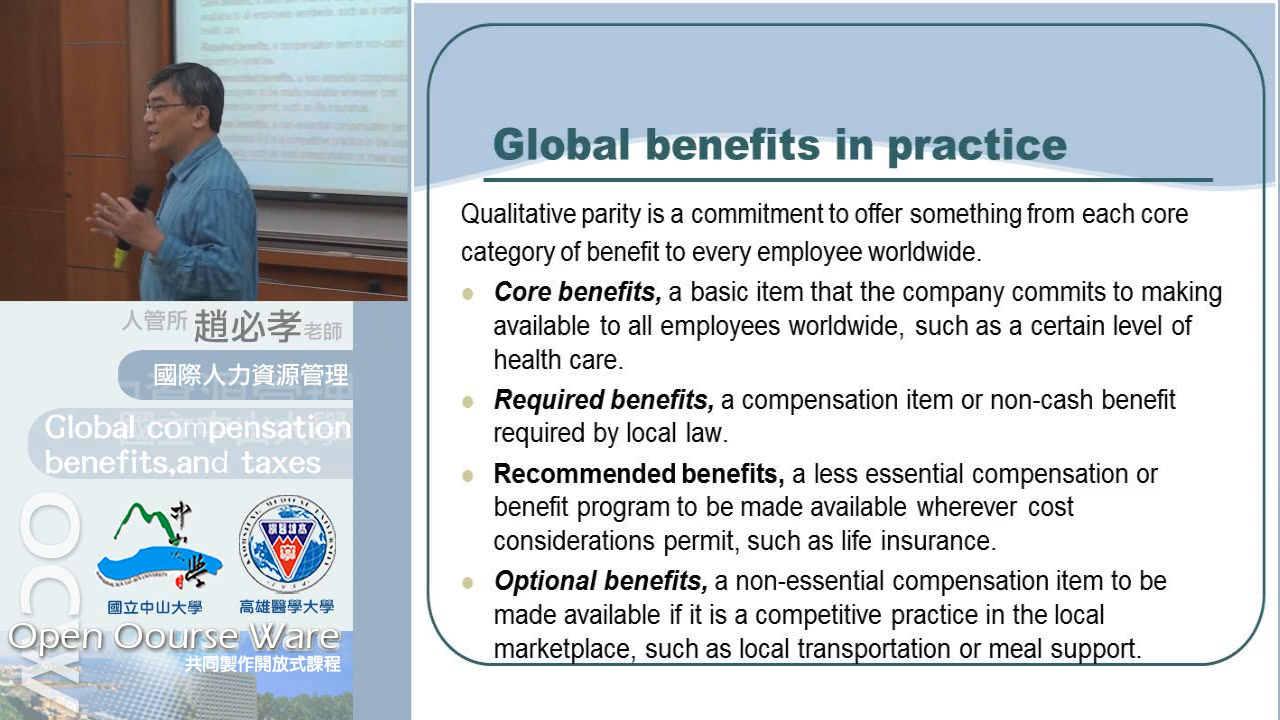 人管所 趙必孝老師
國際人力資源管理
Global compensation
benefits,and taxes
國立中山大學
高雄醫學大學
OCW
Open Oourse Ware
共同製作開放式課程
Global benefits in practice
Qualitative parity is a commitment to offer something from each core
category of benefit to every employee worldwide.
Core benefits, a basic item that the company commits to making
available to all employees worldwide, such as a certain level of
health care.
Required benefits, a compensation item or non-cash benefit
required by local law.
Recommended benefits, a less essential compensation or
benefit program to be made available wherever cost
considerations permit, such as life insurance.
Optional benefits, a non-essential compensation item to be
made available if it is a competitive practice in the local
marketplace, such as local transportation or meal support.